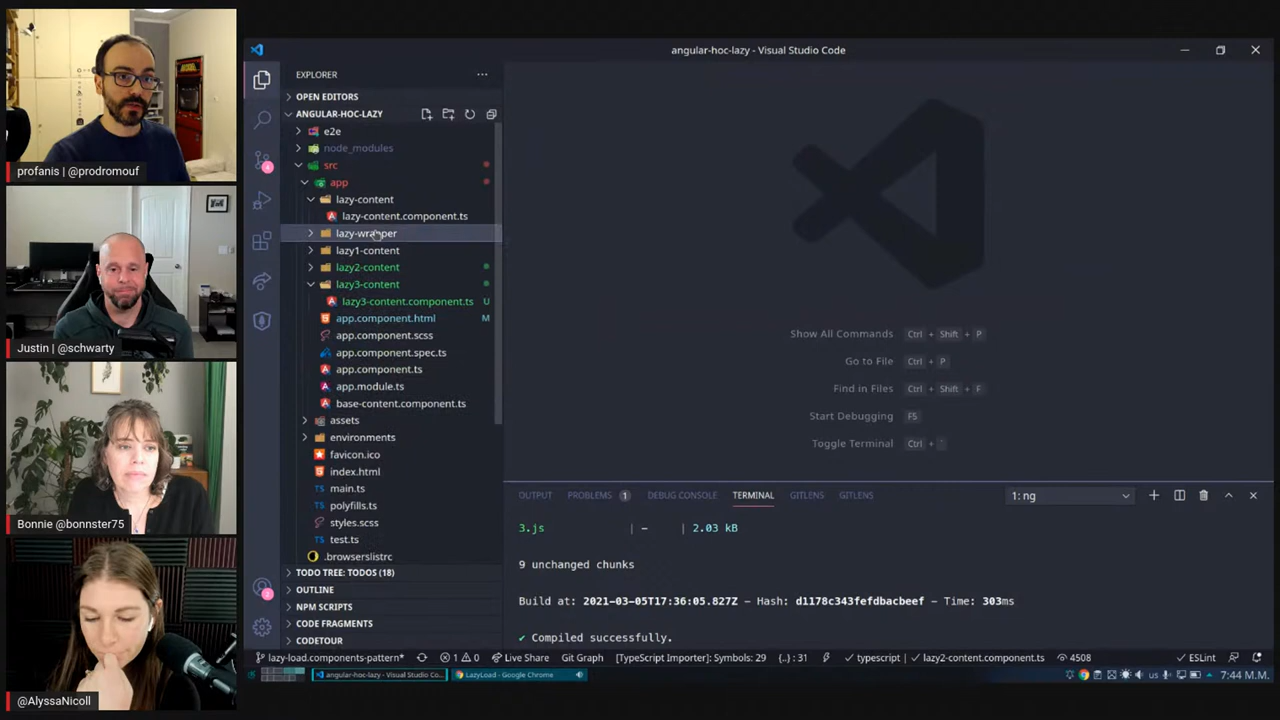 profanis | @prodromouf
Justin | @schwarty
Bonnie @bonnster75
@AlyssaNicoll
angular-hoc-lazy - Visual Studio Code
EXPLORER
OPEN EDITORS
ANGULAR-HOC-LAZY
e2e
node_modules
src
app
lazy-content
lazy-content.component.ts
lazy-wrapper
lazy1-content
lazy2-content
lazy3-content
lazy3-content.component.ts U
app.component.html M
app.component.scss
app.component.spec.ts
app.component.ts
app.module.ts
base-content.component.ts
assets
environments
favicon.ico
index.html
main.ts
polyfills.ts
styles.scss
test.ts
.browserslistrc
TODO TREE: TODOS (18)
OUTLINE
NPM SCRIPTS
CODE FRAGMENTS
CODETOUR
Show All Commands Ctrl + Shift + P
Go to File Ctrl + P
Find in Files Ctrl + Shift + F
Start Debugging F5
Toggle Terminal Ctrl + `
OUTPUT PROBLEMS 1 DEBUG CONSOLE TERMINAL GITLENS GITLENS 1: ng
3.js | - | 2.03 kB
9 unchanged chunks
Build at: 2021-03-05T17:36:05.827Z - Hash: d1178c343fefdbcbeecf - Time: 303ms
✔ Compiled successfully.
lazy-load.components-pattern* 1 0 Live Share Git Graph [TypeScript Importer]: Symbols: 29 {..} : 31 typescript | lazy2-content.component.ts 4508 ESLint
angular-hoc-lazy - Visual Studio Co... LazyLoad - Google Chrome us 7:44 M.M.